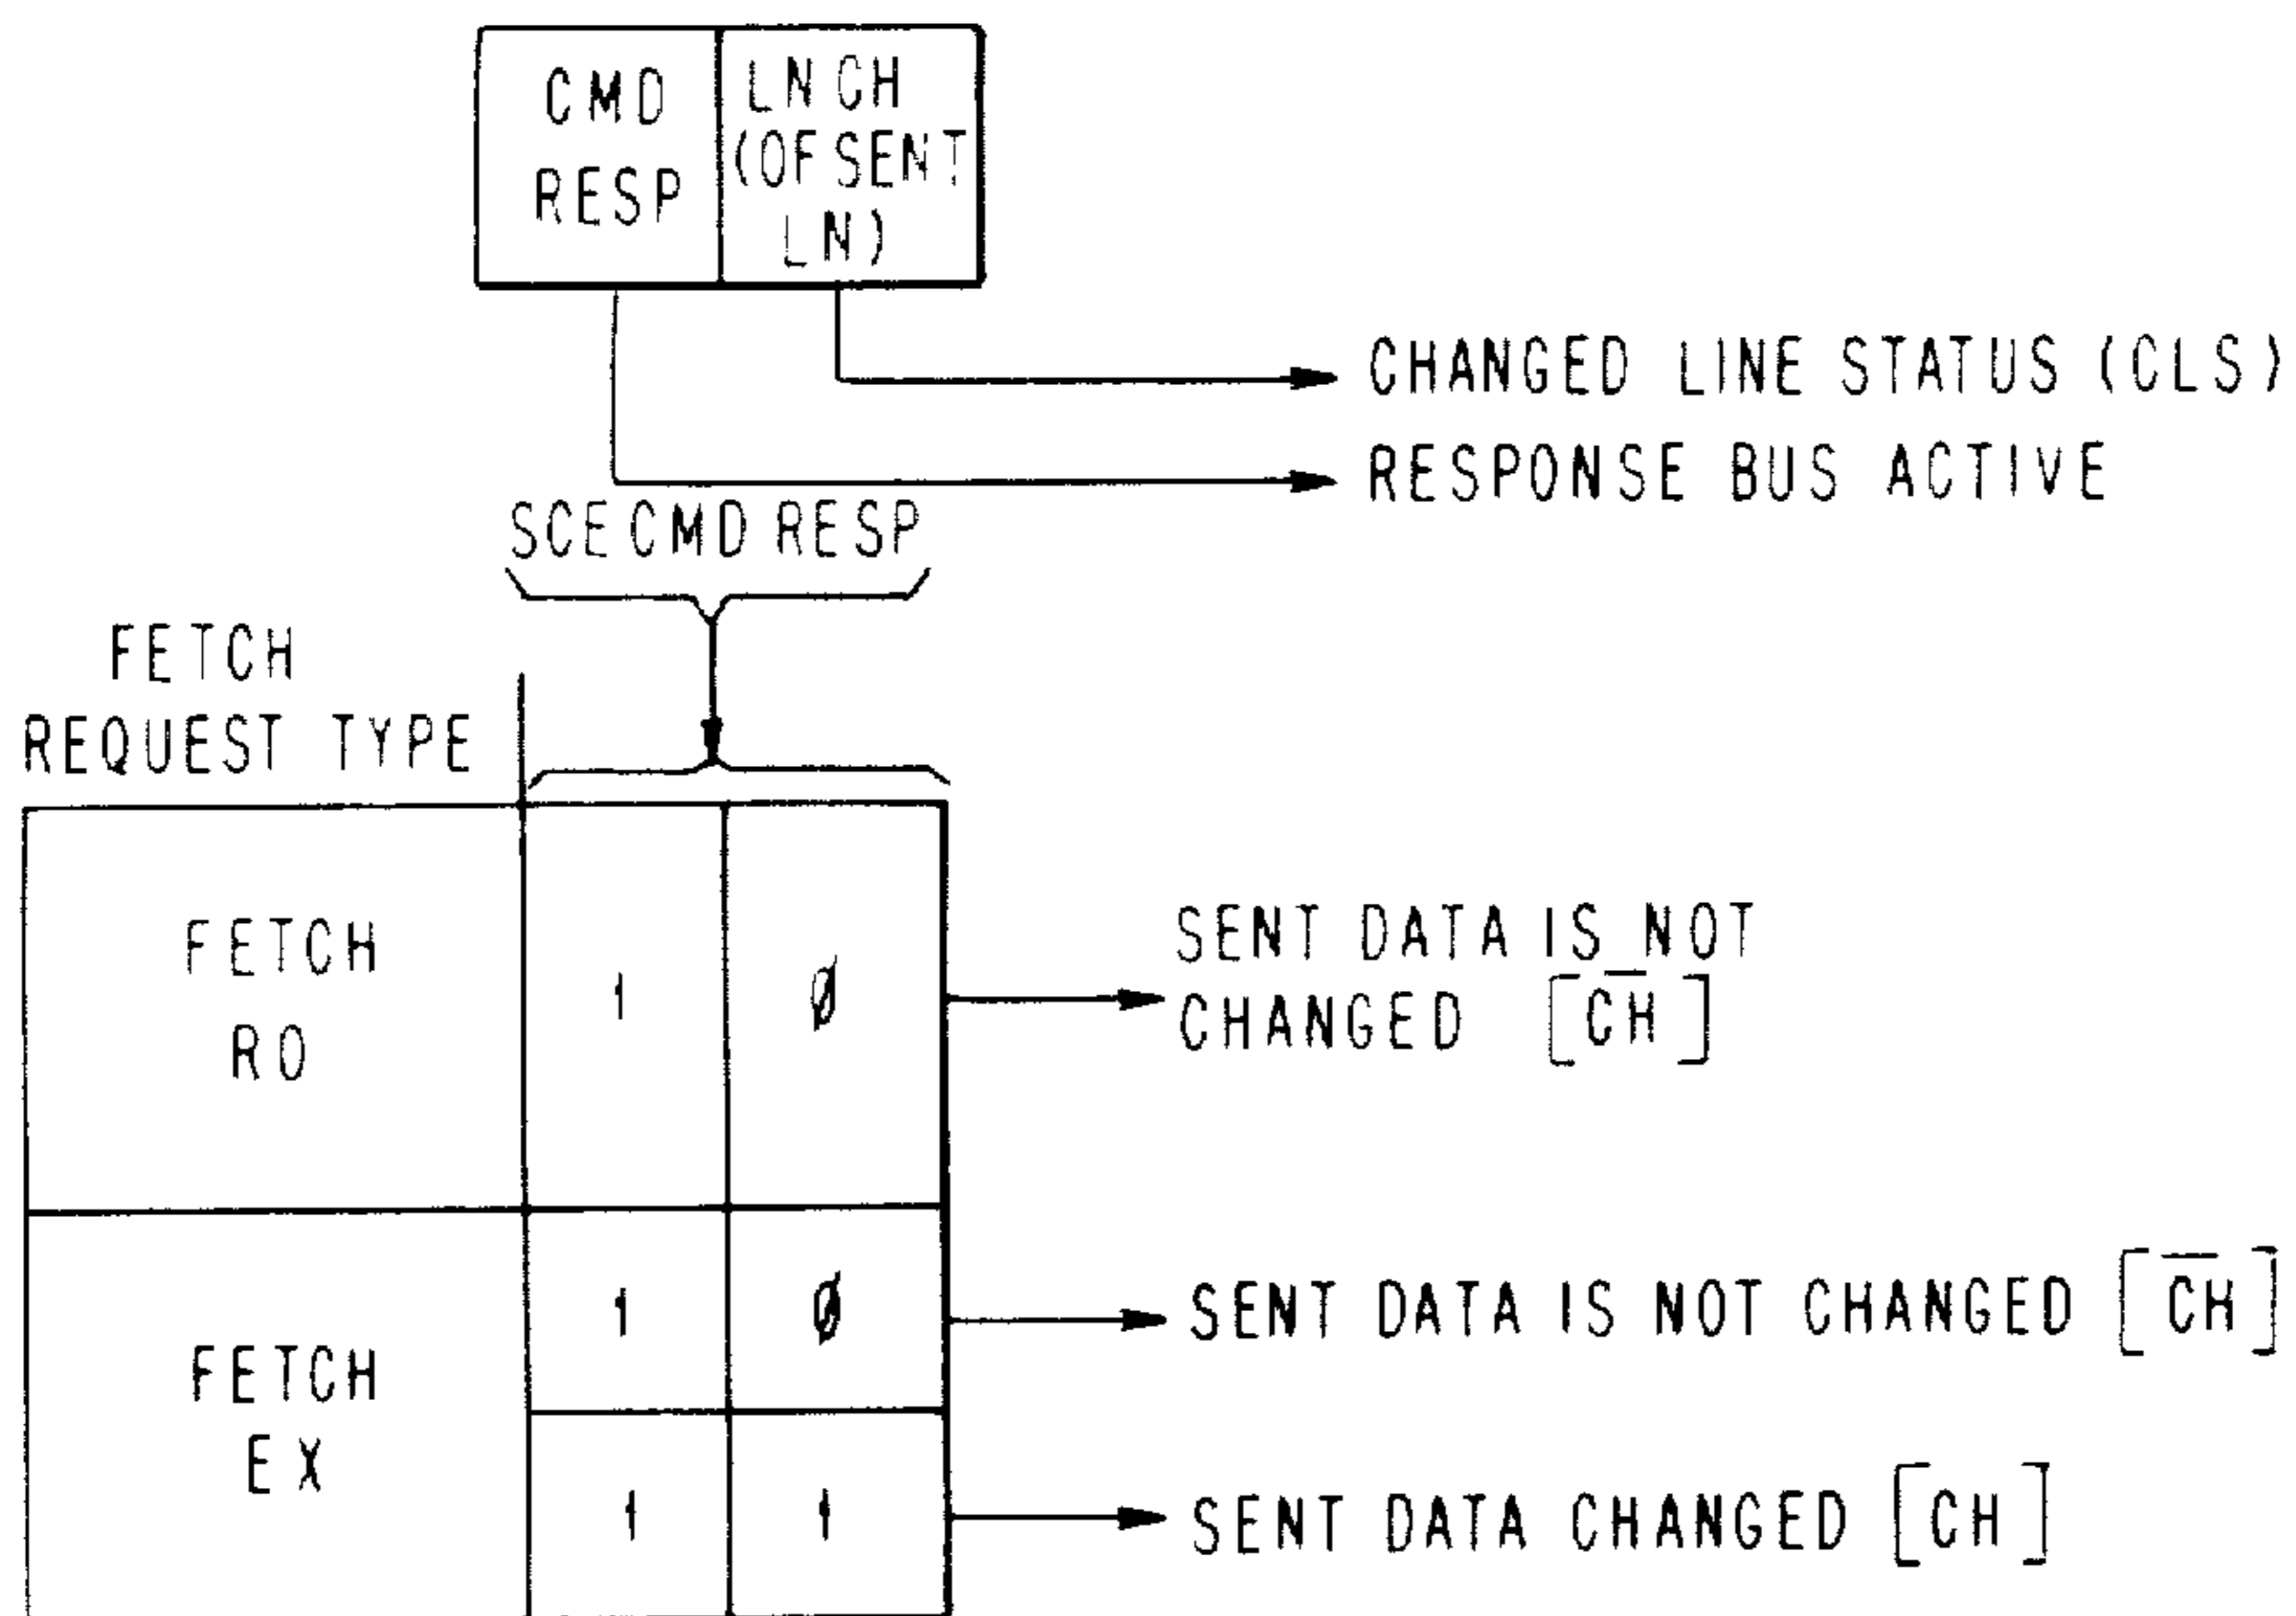 CMD
RESP
LN CH
(OF SENT
LN)
CHANGED LINE STATUS (CLS)
RESPONSE BUS ACTIVE
SCE CMD RESP
FETCH
REQUEST TYPE
FETCH
RO
1 0
SENT DATA IS NOT
CHANGED [C̅H̅]
FETCH
EX
1 0
SENT DATA IS NOT CHANGED [C̅H̅]
1 1
SENT DATA CHANGED [CH]